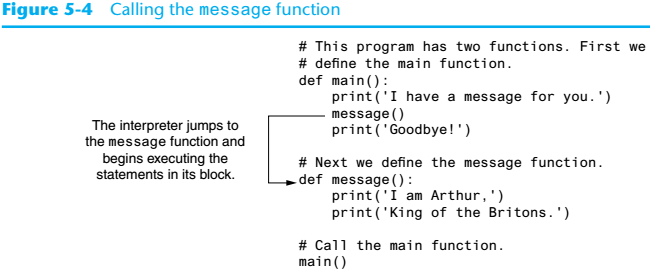 Figure 5-4 Calling the message function
# This program has two functions. First we
# define the main function.
def main():
    print('I have a message for you.')
    message()
    print('Goodbye!')
The interpreter jumps to
the message function and
begins executing the
statements in its block.
# Next we define the message function.
def message():
    print('I am Arthur,')
    print('King of the Britons.')
# Call the main function.
main()